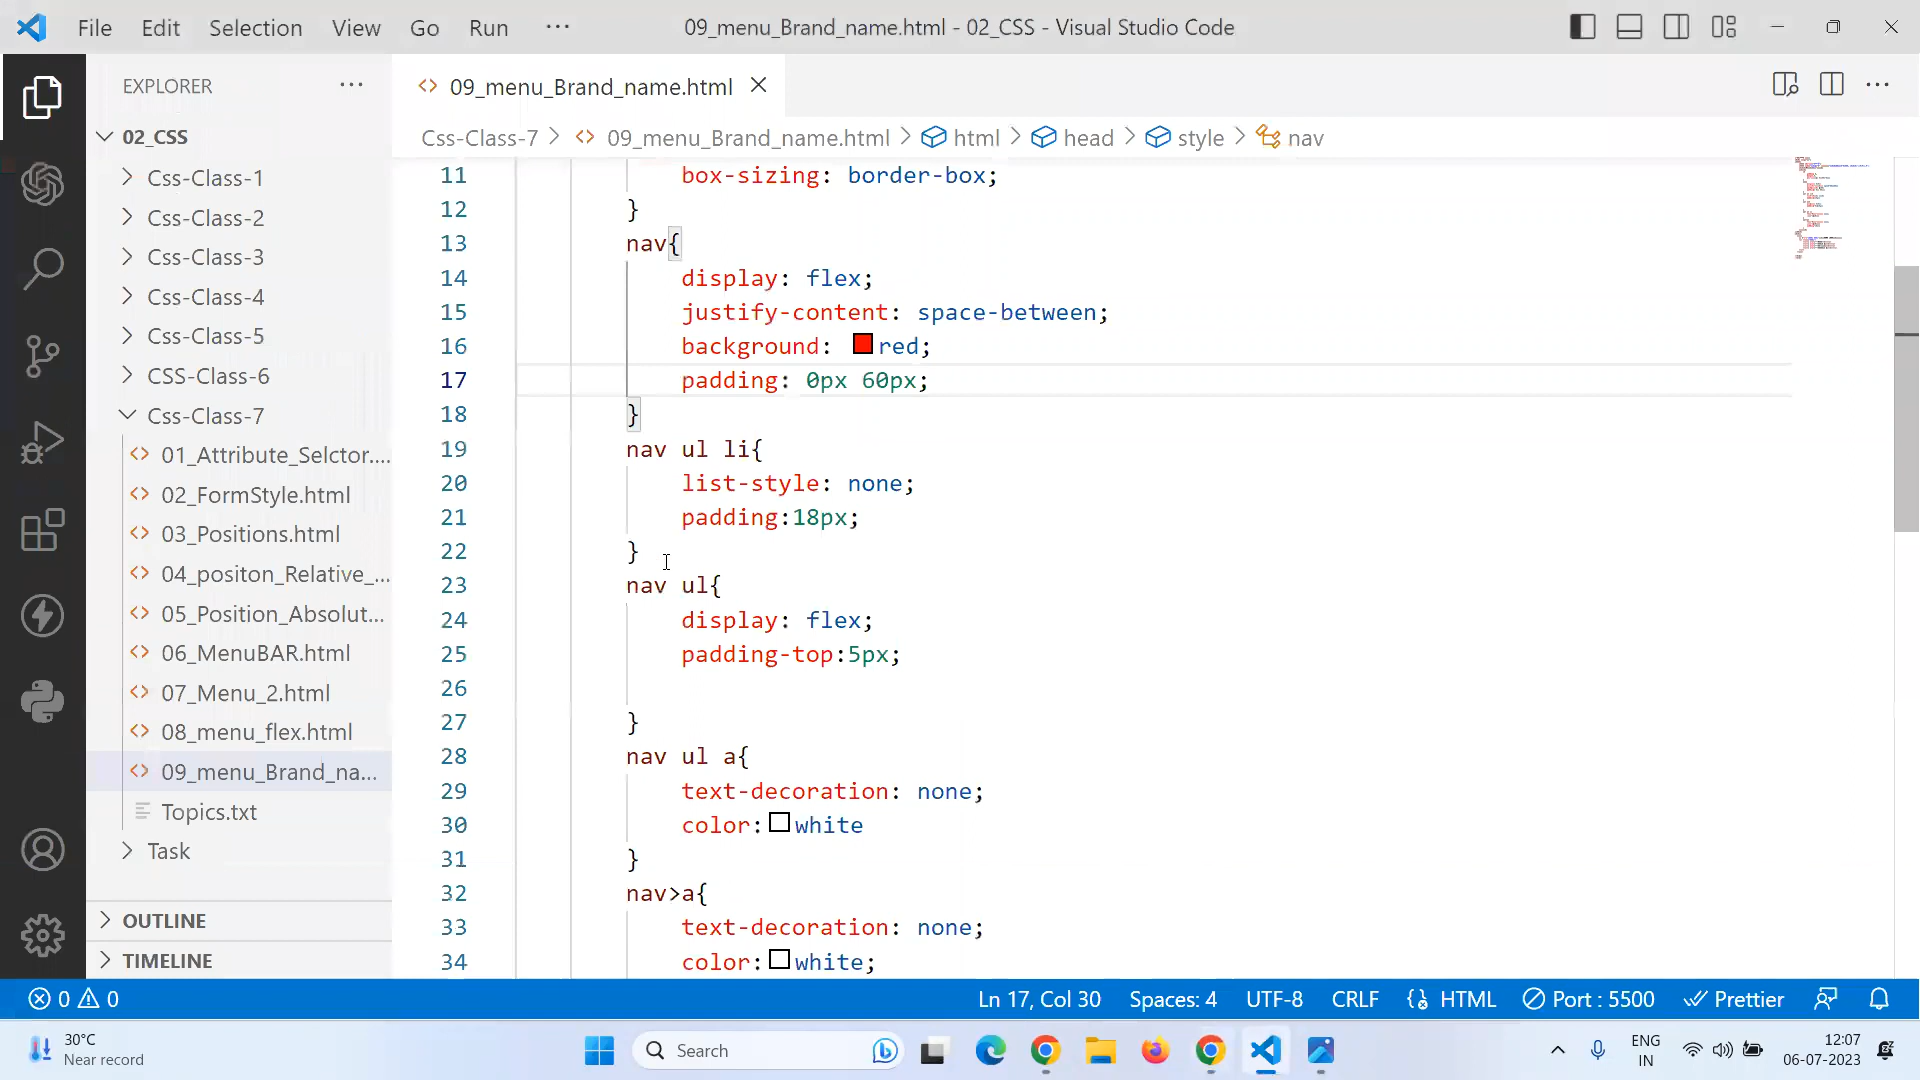 File Edit Selection View Go Run ··· 09_menu_Brand_name.html - 02_CSS - Visual Studio Code
EXPLORER ···
09_menu_Brand_name.html
02_CSS
Css-Class-7 > 09_menu_Brand_name.html > html > head > style > nav
Css-Class-1
Css-Class-2
Css-Class-3
Css-Class-4
Css-Class-5
CSS-Class-6
Css-Class-7
01_Attribute_Selctor....
02_FormStyle.html
03_Positions.html
04_positon_Relative_...
05_Position_Absolut...
06_MenuBAR.html
07_Menu_2.html
08_menu_flex.html
09_menu_Brand_na...
Topics.txt
Task
OUTLINE
TIMELINE
11 box-sizing: border-box;
12 }
13 nav{
14 display: flex;
15 justify-content: space-between;
16 background: red;
17 padding: 0px 60px;
18 }
19 nav ul li{
20 list-style: none;
21 padding:18px;
22 }
23 nav ul{
24 display: flex;
25 padding-top:5px;
26
27 }
28 nav ul a{
29 text-decoration: none;
30 color:white
31 }
32 nav>a{
33 text-decoration: none;
34 color:white;
0 0 Ln 17, Col 30 Spaces: 4 UTF-8 CRLF HTML Port : 5500 Prettier
30°C
Near record
Search
ENG
IN
12:07
06-07-2023